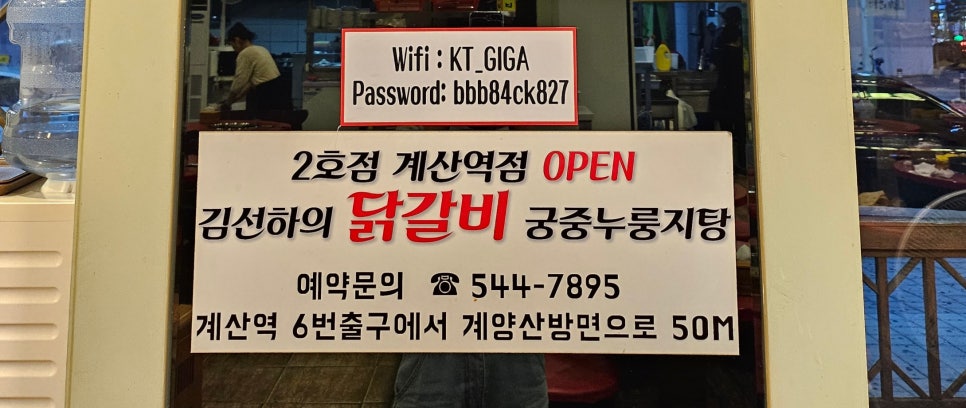 Wifi : KT_GIGA
Password: bbb84ck827
2호점 계산역점 OPEN
김선하의 닭갈비 궁중누룽지탕
예약문의 ☎ 544-7895
계산역 6번출구에서 계양산방면으로 50M